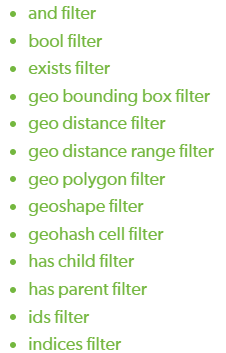 • and filter
• bool filter
• exists filter
• geo bounding box filter
• geo distance filter
• geo distance range filter
• geo polygon filter
• geoshape filter
• geohash cell filter
• has child filter
• has parent filter
• ids filter
• indices filter